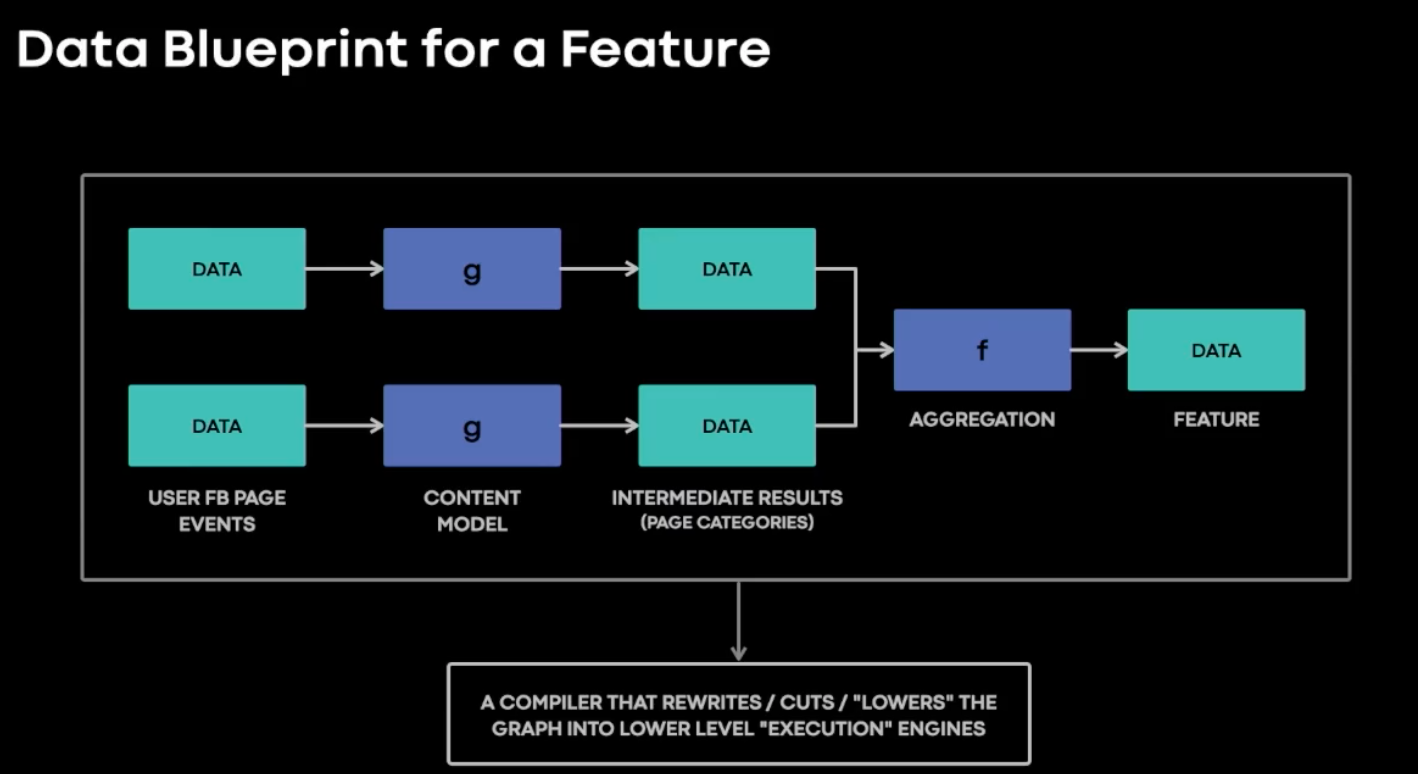 Data Blueprint for a Feature
DATA
g
DATA
DATA
g
DATA
f
DATA
AGGREGATION
FEATURE
USER FB PAGE
EVENTS
CONTENT
MODEL
INTERMEDIATE RESULTS
(PAGE CATEGORIES)
A COMPILER THAT REWRITES / CUTS / "LOWERS" THE
GRAPH INTO LOWER LEVEL "EXECUTION" ENGINES